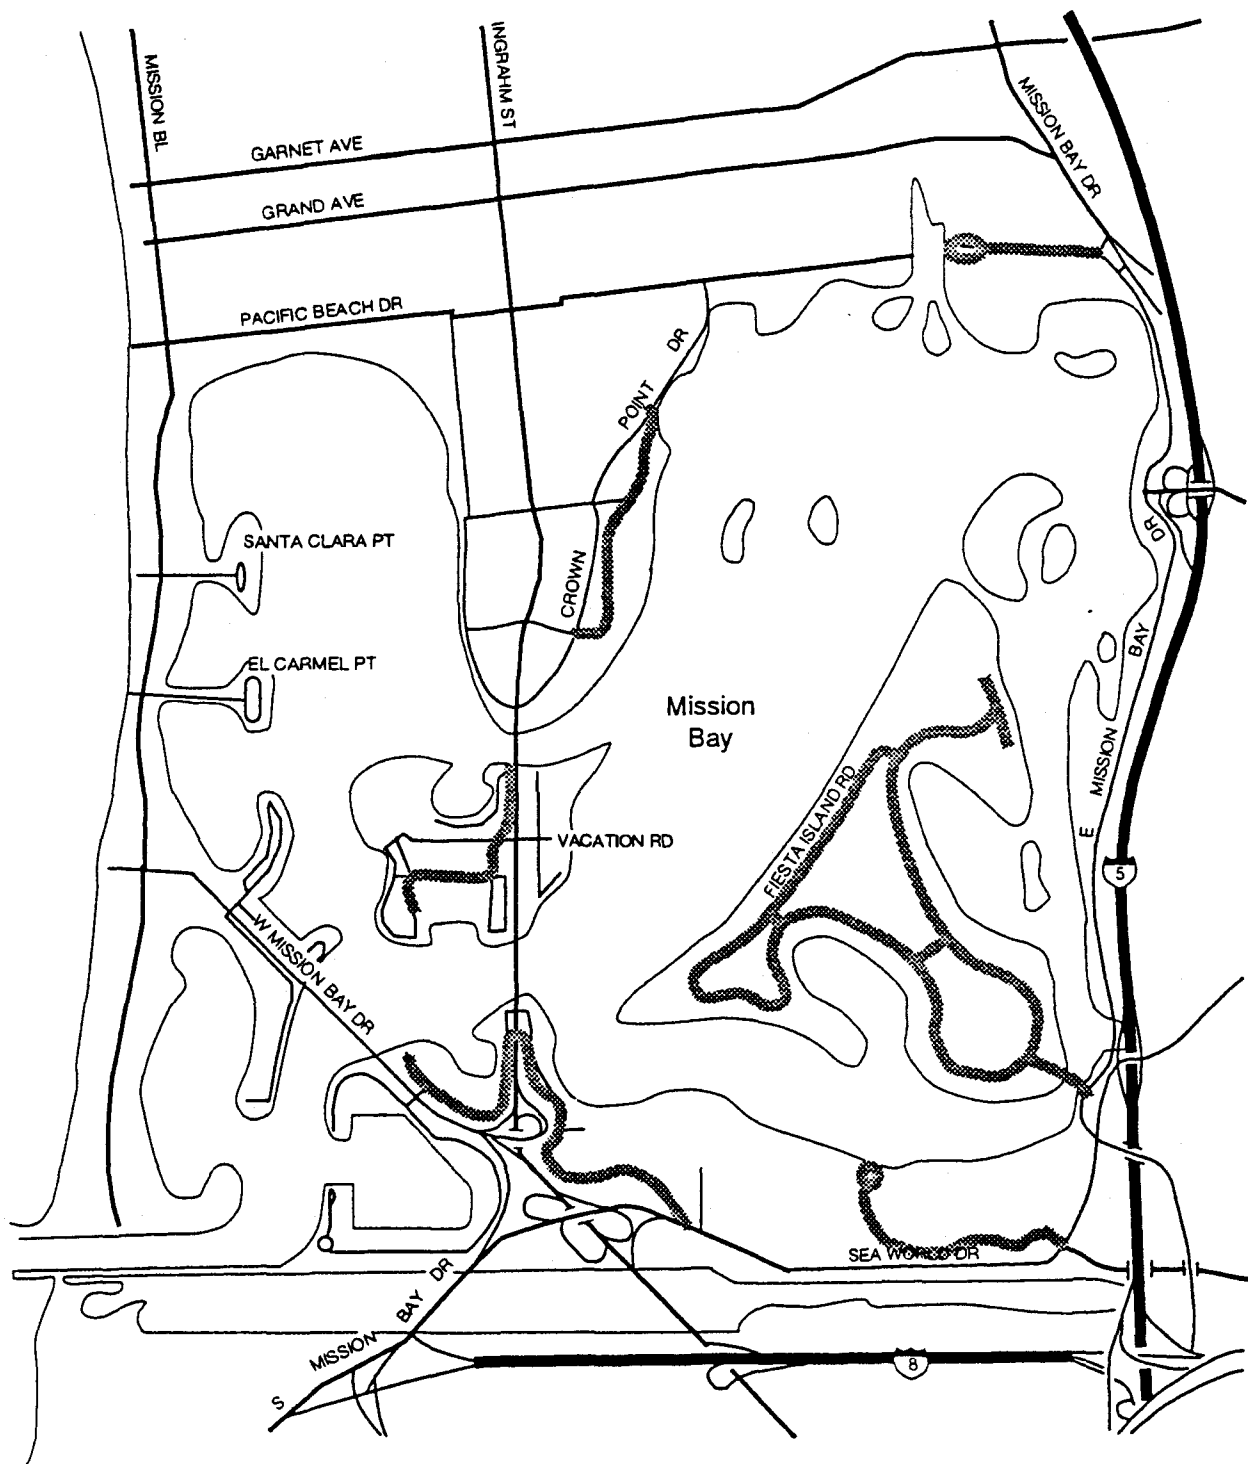 MISSION BL
INGRAHM ST
MISSION BAY DR
GARNET AVE
GRAND AVE
PACIFIC BEACH DR
POINT DR
SANTA CLARA PT
CROWN
DR
EL CARMEL PT
BAY
Mission
Bay
MISSION
FIESTA ISLAND RD
E
VACATION RD
5
W MISSION BAY DR
SEA WORLD DR
S MISSION BAY DR
8